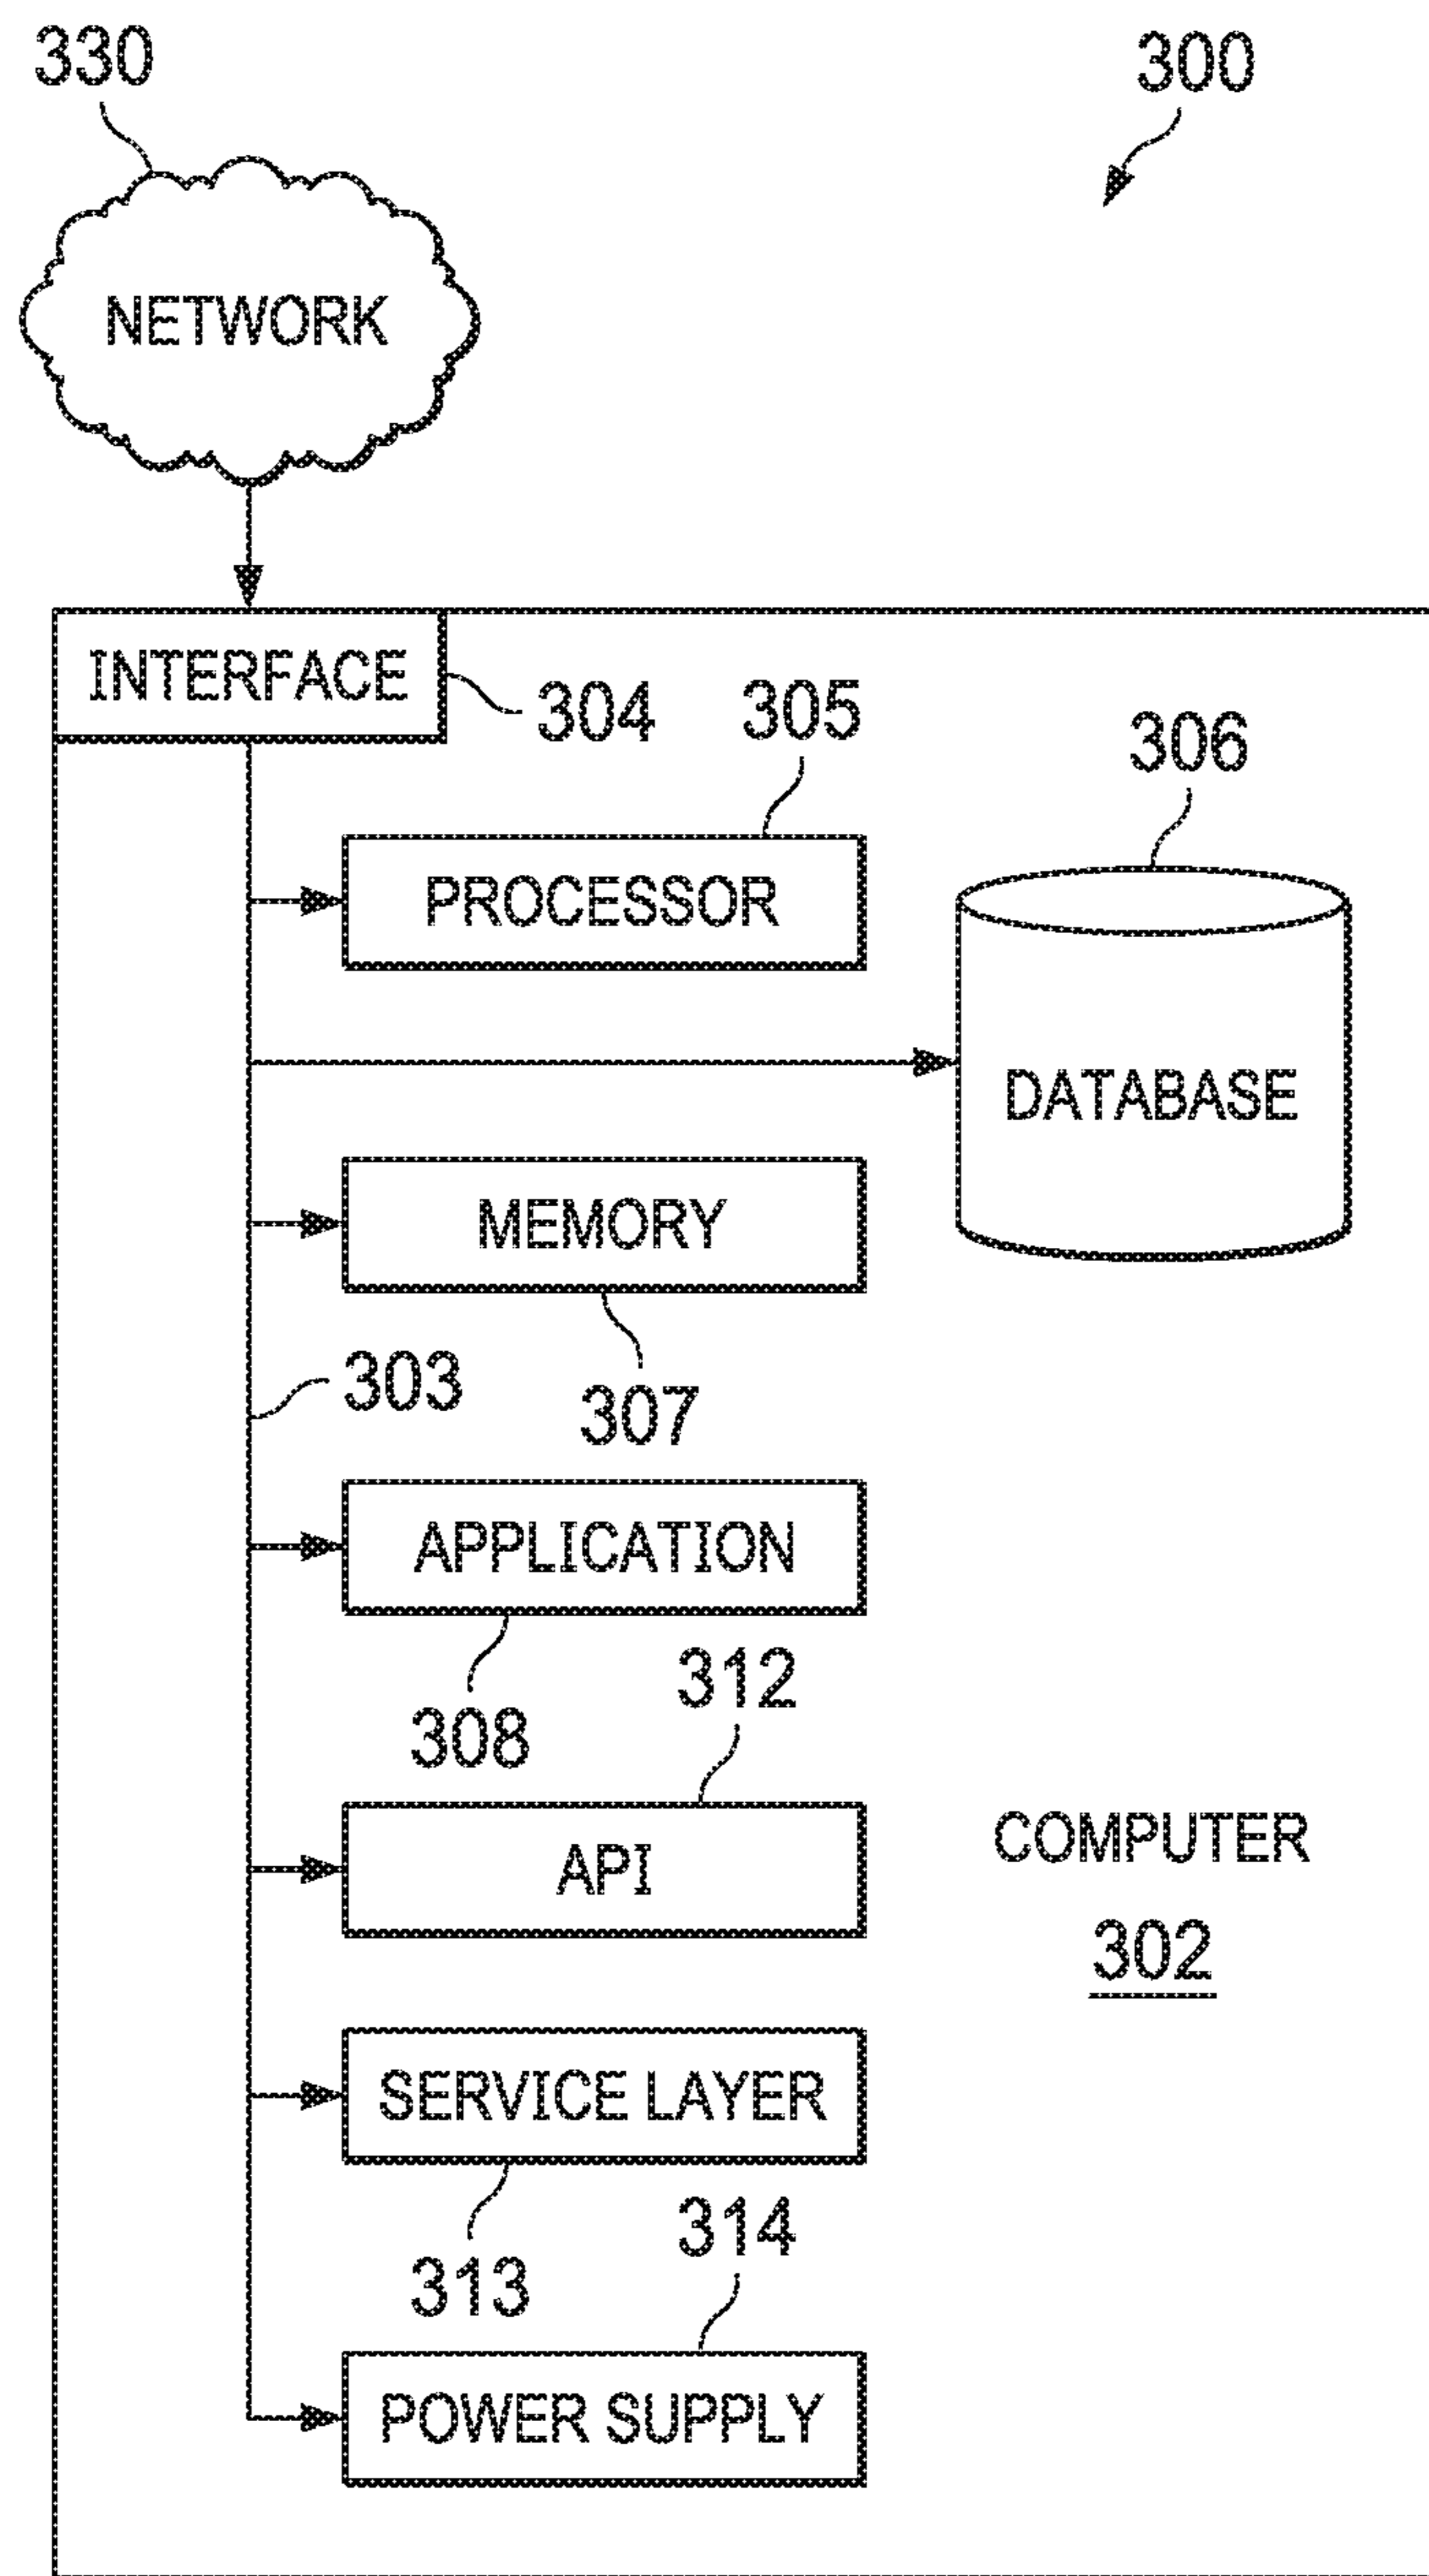 330
300
NETWORK
INTERFACE
304
305
306
PROCESSOR
DATABASE
MEMORY
303
307
APPLICATION
308
312
API
COMPUTER
302
SERVICE LAYER
313
314
POWER SUPPLY